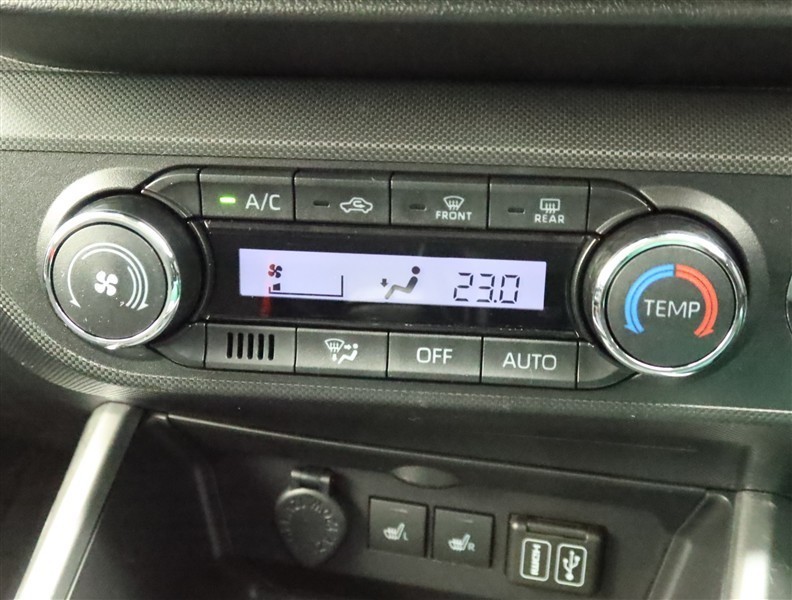 A/C
FRONT
REAR
23.0
TEMP
OFF
AUTO
L
R
HDMI